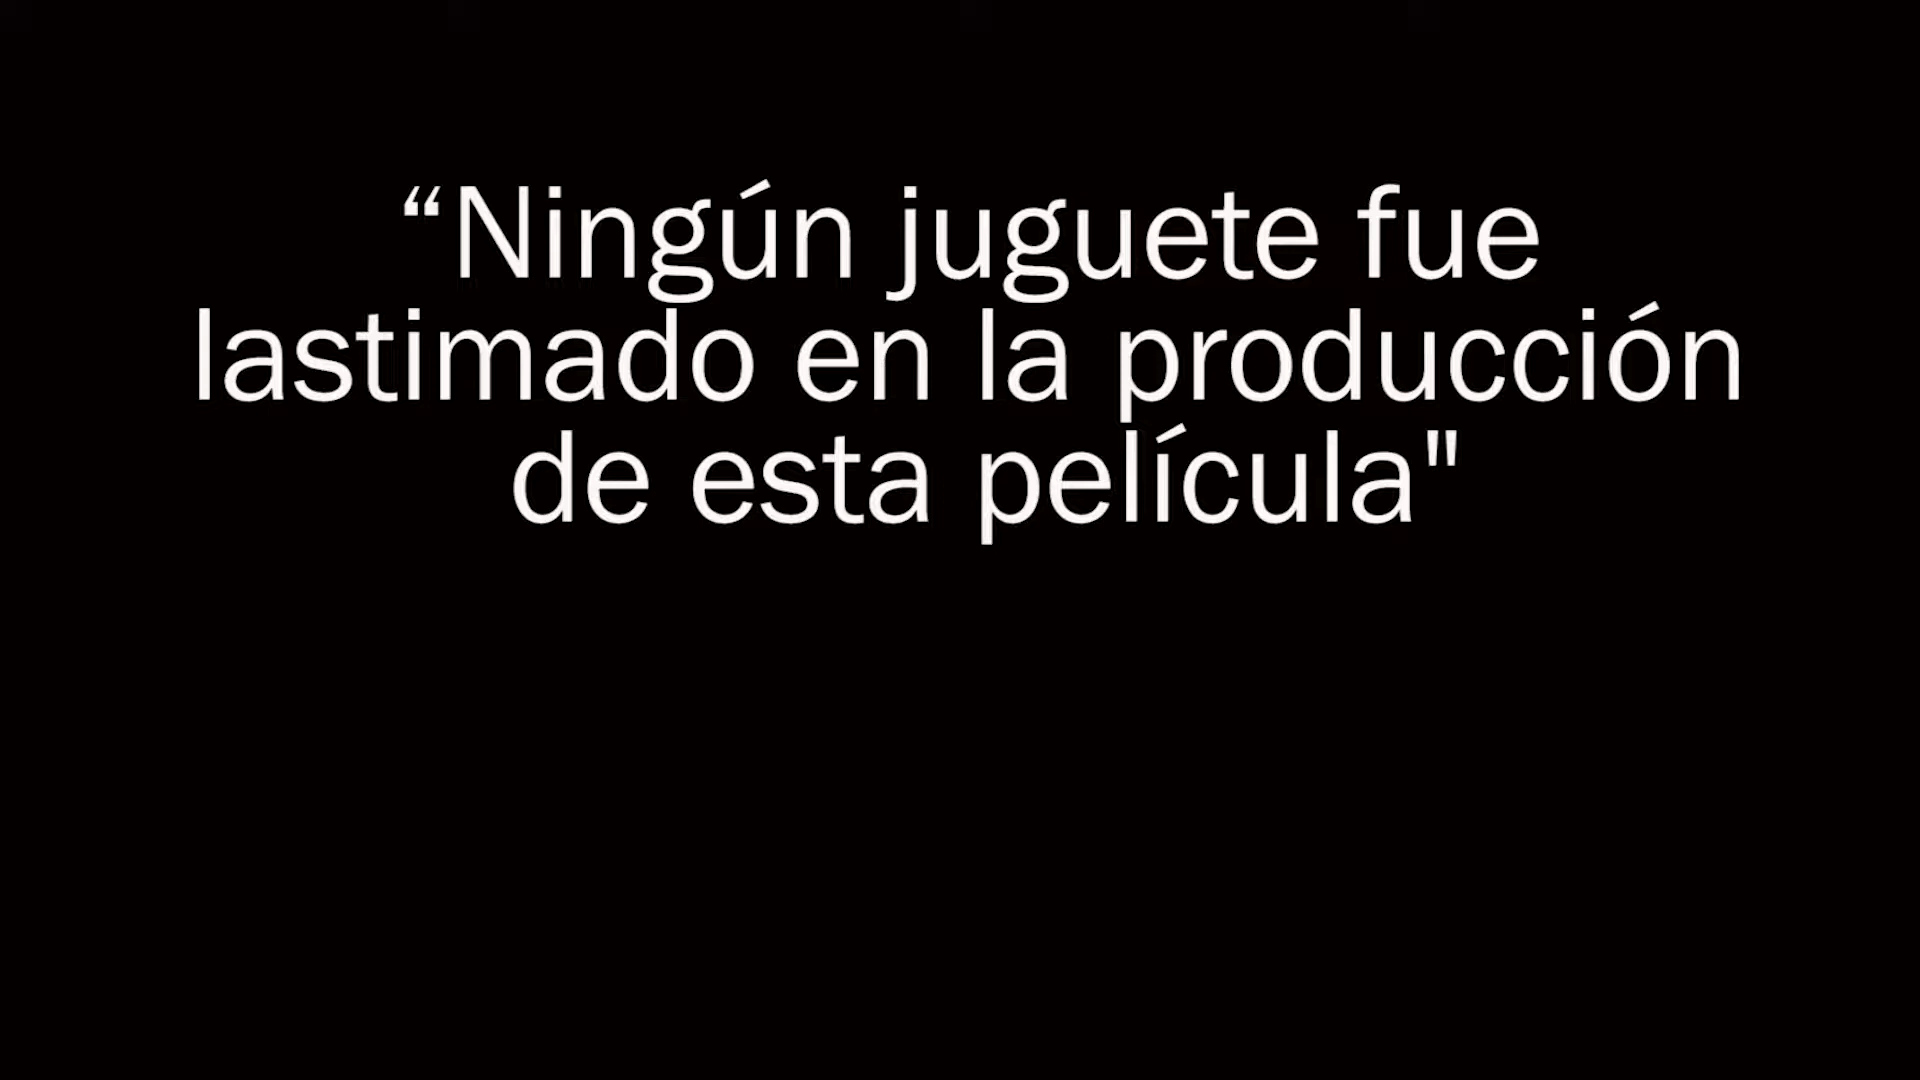 “Ningún juguete fue
lastimado en la producción
de esta película"